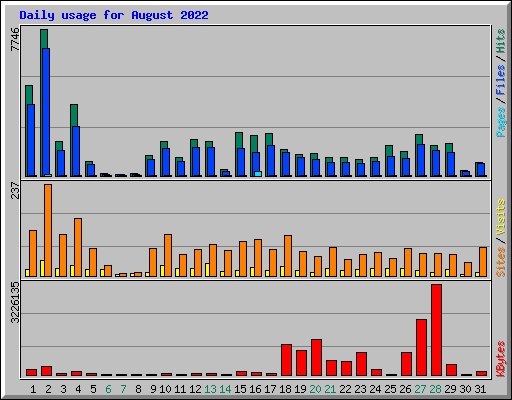 Daily usage for August 2022
7746
Pages / Files / Hits
237
Sites / Visits
3226135
KBytes
1 2 3 4 5 6 7 8 9 10 11 12 13 14 15 16 17 18 19 20 21 22 23 24 25 26 27 28 29 30 31